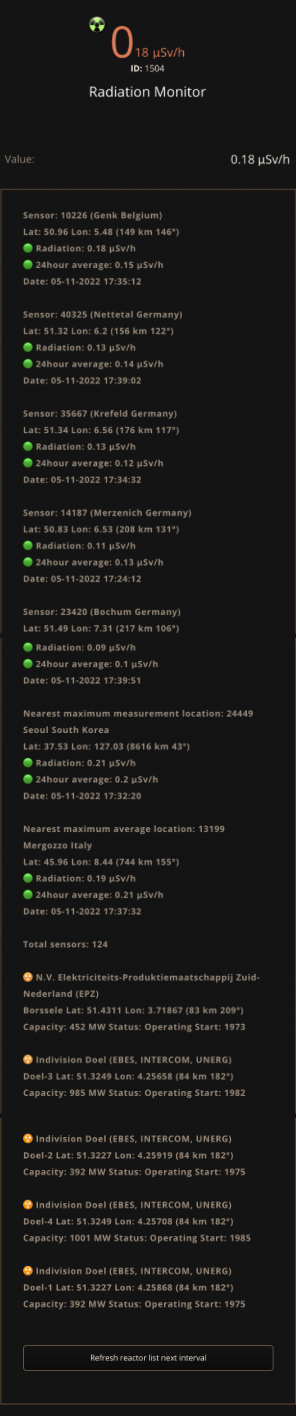 0.18 μSv/h
ID: 1504
Radiation Monitor
Value: 0.18 μSv/h
Sensor: 10226 (Genk Belgium)
Lat: 50.96 Lon: 5.48 (149 km 146°)
Radiation: 0.18 μSv/h
24hour average: 0.15 μSv/h
Date: 05-11-2022 17:35:12
Sensor: 40325 (Nettetal Germany)
Lat: 51.32 Lon: 6.2 (156 km 122°)
Radiation: 0.13 μSv/h
24hour average: 0.14 μSv/h
Date: 05-11-2022 17:39:02
Sensor: 35667 (Krefeld Germany)
Lat: 51.34 Lon: 6.56 (176 km 117°)
Radiation: 0.13 μSv/h
24hour average: 0.12 μSv/h
Date: 05-11-2022 17:34:32
Sensor: 14187 (Merzenich Germany)
Lat: 50.83 Lon: 6.53 (208 km 131°)
Radiation: 0.11 μSv/h
24hour average: 0.13 μSv/h
Date: 05-11-2022 17:24:12
Sensor: 23420 (Bochum Germany)
Lat: 51.49 Lon: 7.31 (217 km 106°)
Radiation: 0.09 μSv/h
24hour average: 0.1 μSv/h
Date: 05-11-2022 17:39:51
Nearest maximum measurement location: 24449
Seoul South Korea
Lat: 37.53 Lon: 127.03 (8616 km 43°)
Radiation: 0.21 μSv/h
24hour average: 0.2 μSv/h
Date: 05-11-2022 17:32:20
Nearest maximum average location: 13199
Mergozzo Italy
Lat: 45.96 Lon: 8.44 (744 km 155°)
Radiation: 0.19 μSv/h
24hour average: 0.21 μSv/h
Date: 05-11-2022 17:37:32
Total sensors: 124
N.V. Elektriciteits-Produktiemaatschappij Zuid-
Nederland (EPZ)
Borssele Lat: 51.4311 Lon: 3.71867 (83 km 209°)
Capacity: 452 MW Status: Operating Start: 1973
Indivision Doel (EBES, INTERCOM, UNERG)
Doel-3 Lat: 51.3249 Lon: 4.25658 (84 km 182°)
Capacity: 985 MW Status: Operating Start: 1982
Indivision Doel (EBES, INTERCOM, UNERG)
Doel-2 Lat: 51.3227 Lon: 4.25919 (84 km 182°)
Capacity: 392 MW Status: Operating Start: 1975
Indivision Doel (EBES, INTERCOM, UNERG)
Doel-4 Lat: 51.3249 Lon: 4.25708 (84 km 182°)
Capacity: 1001 MW Status: Operating Start: 1985
Indivision Doel (EBES, INTERCOM, UNERG)
Doel-1 Lat: 51.3227 Lon: 4.25868 (84 km 182°)
Capacity: 392 MW Status: Operating Start: 1975
Refresh reactor list next interval